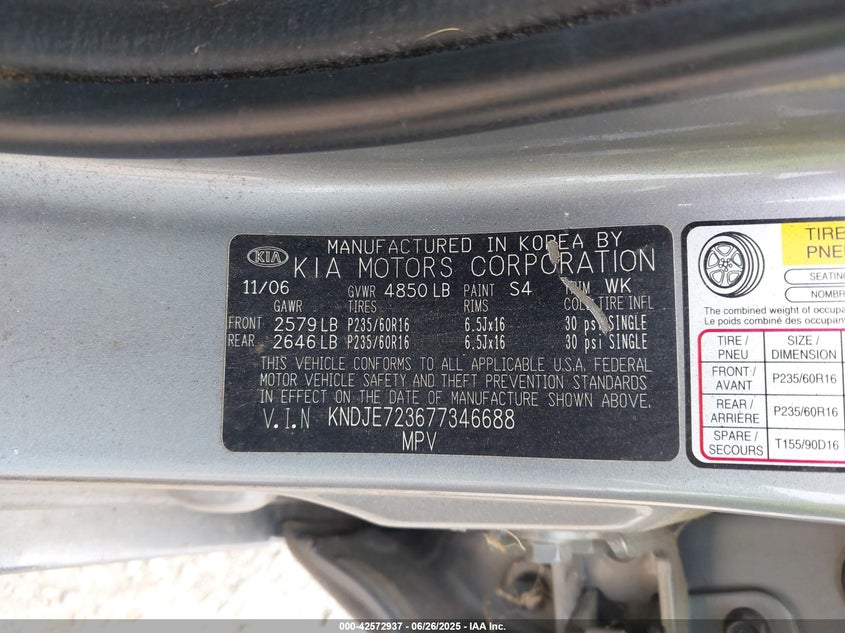 MANUFACTURED IN KOREA BY
KIA KIA MOTORS CORPORATION
11/06 GVWR 4850 LB PAINT S4 WK
GAWR TIRES RIMS COLD TIRE INFL
FRONT 2579 LB P235/60R16 6.5Jx16 30 psi SINGLE
REAR 2646 LB P235/60R16 6.5Jx16 30 psi SINGLE
THIS VEHICLE CONFORMS TO ALL APPLICABLE U.S.A. FEDERAL
MOTOR VEHICLE SAFETY AND THEFT PREVENTION STANDARDS
IN EFFECT ON THE DATE OF MANUFACTURE SHOWN ABOVE.
V.I.N KNDJE723677346688
MPV
TIRE
PNEU
SEATING
NOMBR
The combined weight of occupa
Le poids combiné des occupant
TIRE / PNEU SIZE / DIMENSION
FRONT / AVANT P235/60R16
REAR / ARRIÈRE P235/60R16
SPARE / SECOURS T155/90D16
000-42572937 - 06/26/2025 - IAA Inc.